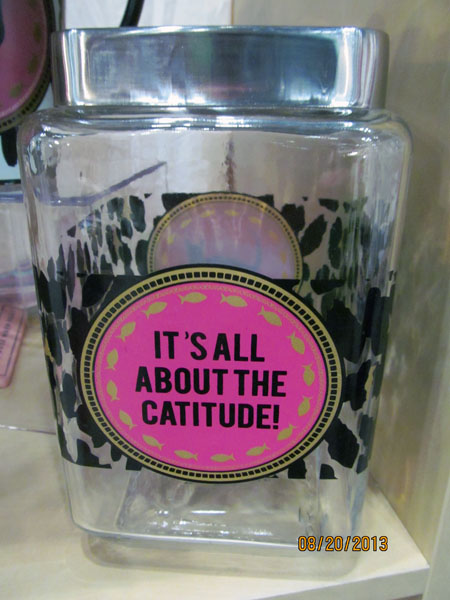 IT'S ALL
ABOUT THE
CATITUDE!
08/20/2013